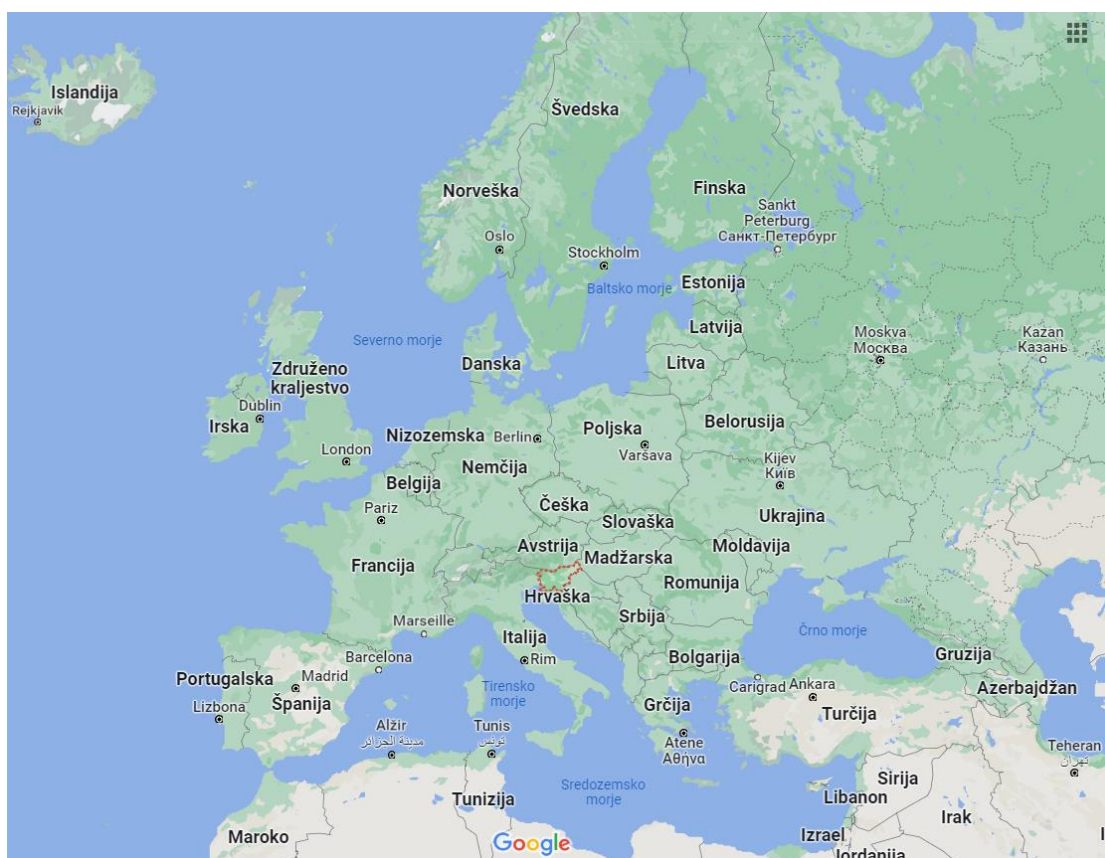 Islandija
Rejkjavik
Švedska
Norveška
Finska
Sankt
Peterburg
Санкт-Петербург
Oslo
Stockholm
Baltsko morje
Estonija
Latvija
Moskva
Москва
Kazan
Казань
Severno morje
Danska
Litva
Združeno
kraljestvo
Dublin
Irska
Belorusija
Nizozemska
Berlin
Poljska
Varšava
London
Nemčija
Kijev
Київ
Belgija
Pariz
Češka
Slovaška
Ukrajina
Avstrija
Madžarska
Moldavija
Francija
Romunija
Hrvaška
Srbija
Marseille
Italija
Črno morje
Rim
Barcelona
Bolgarija
Gruzija
Portugalska
Madrid
Španija
Tirensko
morje
Carigrad
Ankara
Azerbajdžan
Lizbona
Grčija
Turčija
Alžir
مدينة الجزائر
Tunis
تونس
Atene
Αθήνα
Teheran
تهران
Sredozemsko
morje
Sirija
Libanon
Tunizija
Irak
Maroko
Google
Izrael
Jordanija